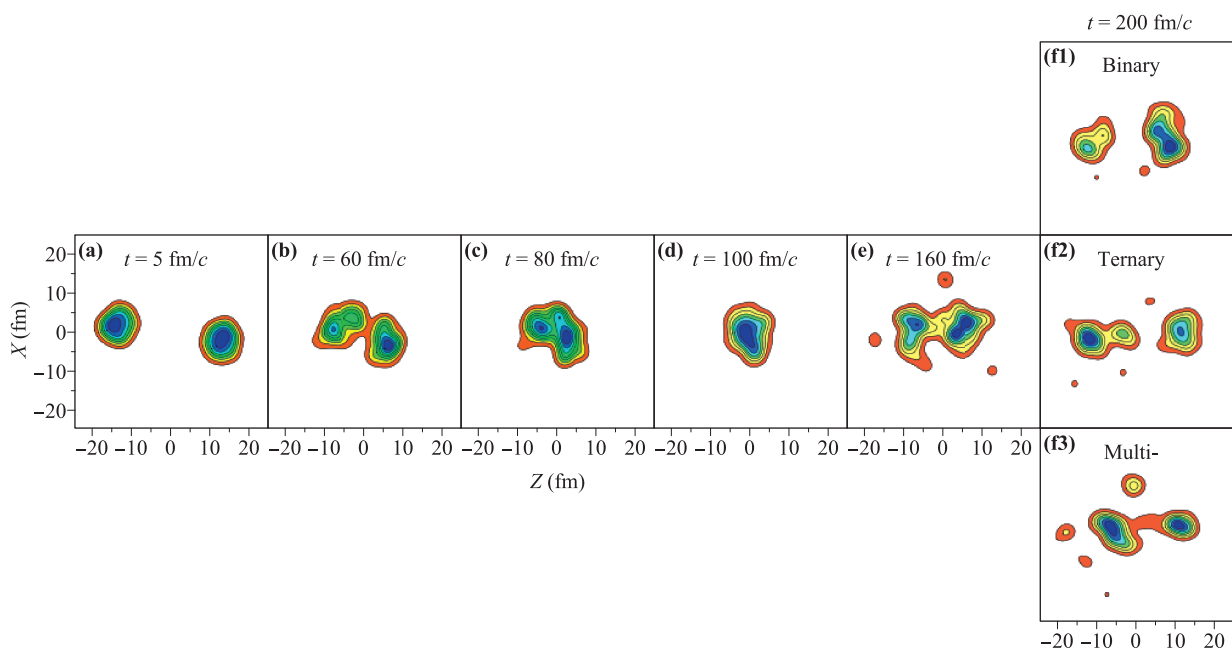 t = 200 fm/c
(f1)
Binary
(a)
t = 5 fm/c
(b)
t = 60 fm/c
(c)
t = 80 fm/c
(d)
t = 100 fm/c
(e)
t = 160 fm/c
(f2)
Ternary
20
10
0
−10
−20
X (fm)
−20 −10 0 10 20
−20 −10 0 10 20
−20 −10 0 10 20
−20 −10 0 10 20
−20 −10 0 10 20
Z (fm)
(f3)
Multi-
−20 −10 0 10 20